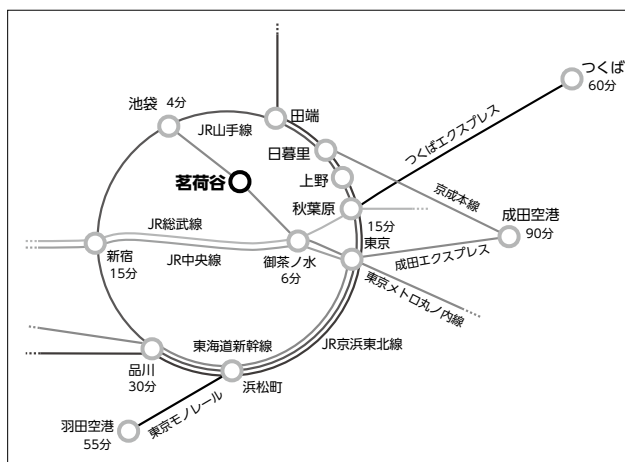 つくば
60分
池袋 4分
田端
JR山手線
日暮里
つくばエクスプレス
茗荷谷
上野
京成本線
秋葉原
成田空港
90分
15分
東京
JR総武線
新宿
15分
JR中央線
御茶ノ水
6分
成田エクスプレス
東京メトロ丸ノ内線
東海道新幹線
JR京浜東北線
品川
30分
浜松町
東京モノレール
羽田空港
55分